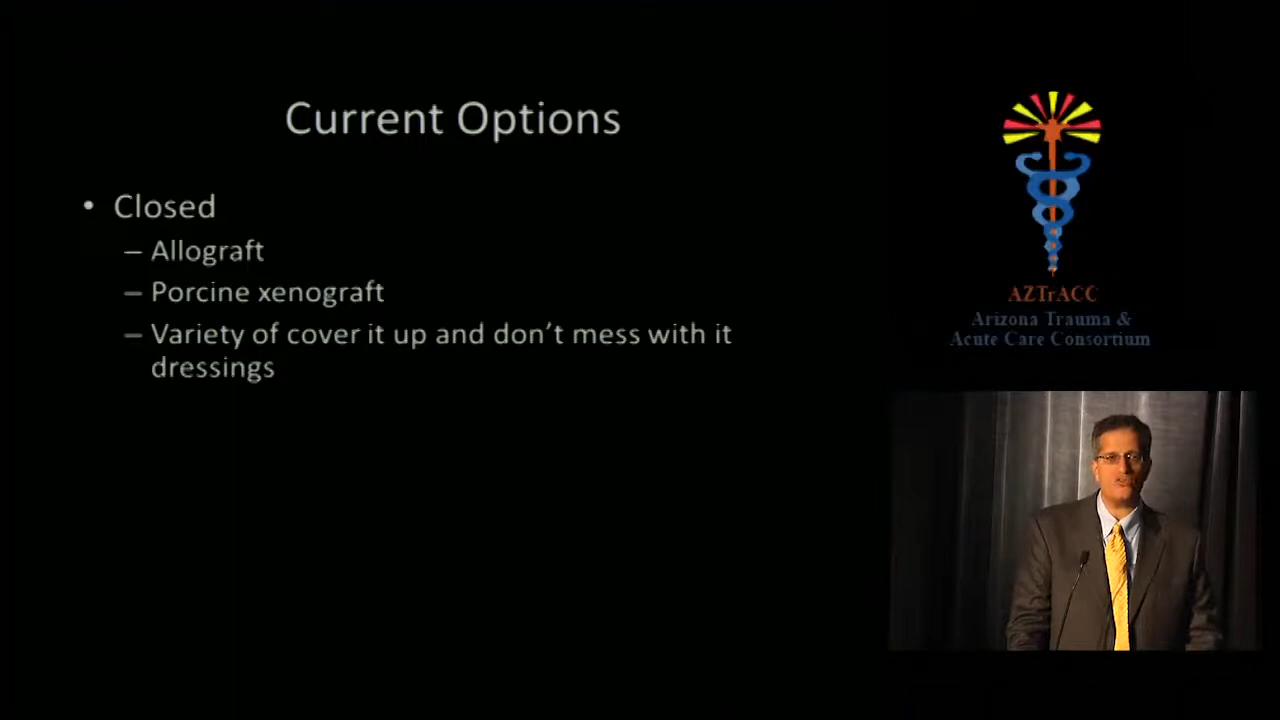 Current Options
• Closed
– Allograft
– Porcine xenograft
– Variety of cover it up and don’t mess with it
dressings
AZTrACC
Arizona Trauma &
Acute Care Consortium